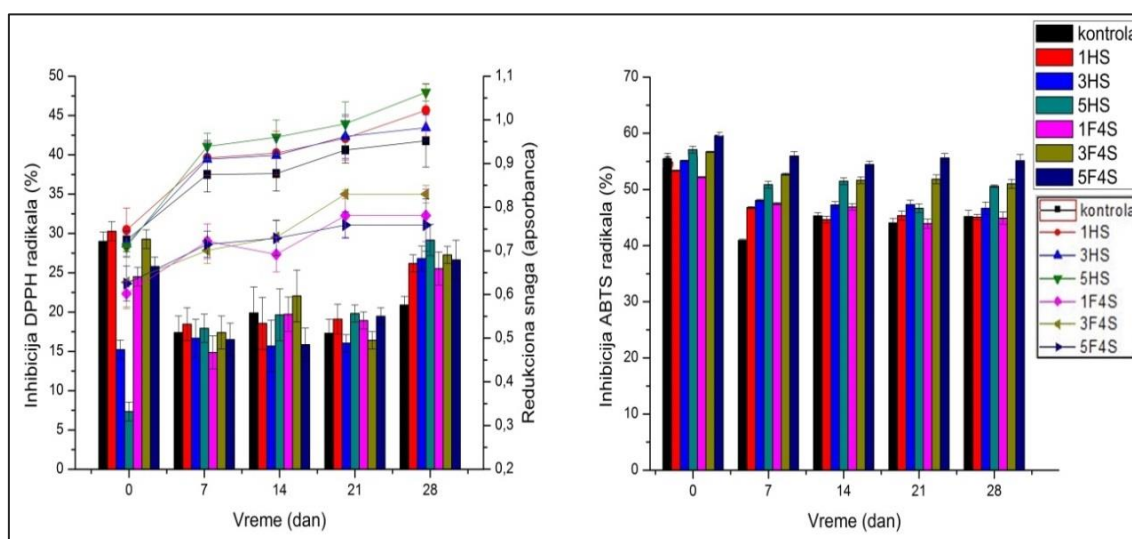 Inhibicija DPPH radikala (%)
50
45
40
35
30
25
20
15
10
5
0
0 7 14 21 28
Vreme (dan)
1,1
1,0
0,9
0,8
0,7
0,6
0,5
0,4
0,3
0,2
Redukciona snaga (apsorbanca)
Inhibicija ABTS radikala (%)
70
60
50
40
30
20
10
0
0 7 14 21 28
Vreme (dan)
kontrola
1HS
3HS
5HS
1F4S
3F4S
5F4S
kontrola
1HS
3HS
5HS
1F4S
3F4S
5F4S